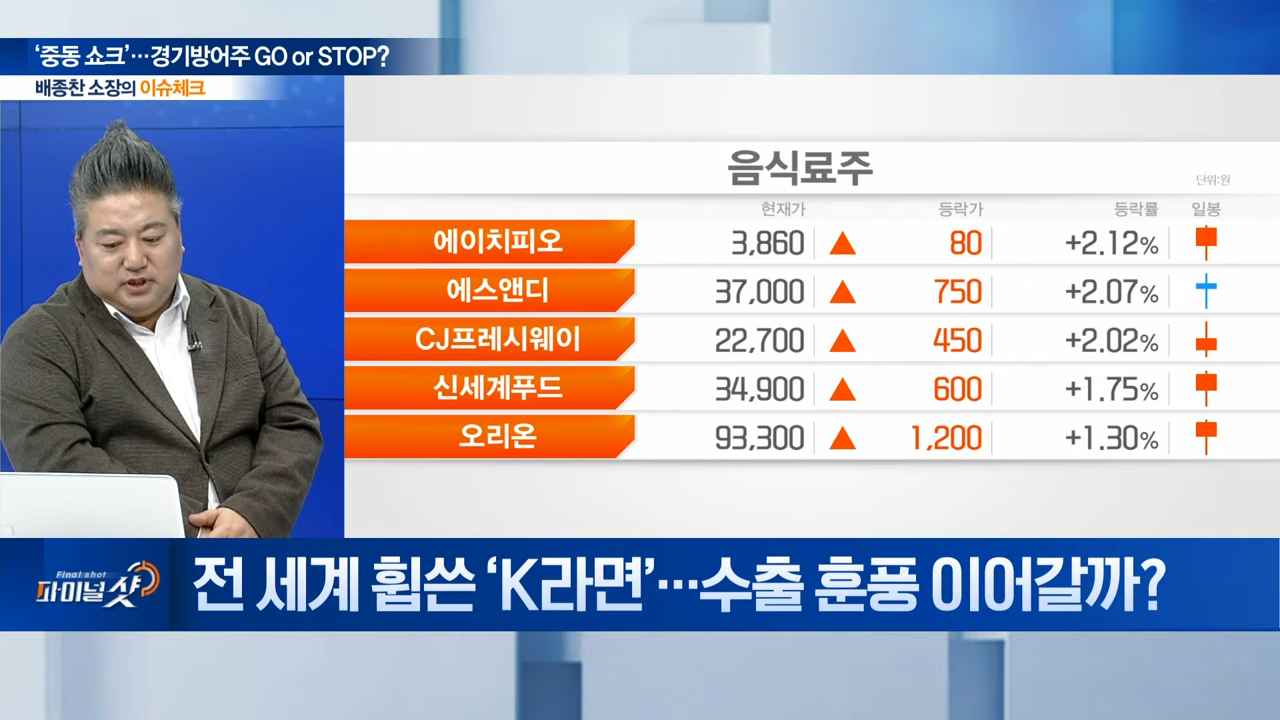 ‘중동 쇼크’…경기방어주 GO or STOP?
배종찬 소장의 이슈체크
음식료주
단위:원
현재가 등락가 등락률 일봉
에이치피오 3,860 ▲ 80 +2.12%
에스앤디 37,000 ▲ 750 +2.07%
CJ프레시웨이 22,700 ▲ 450 +2.02%
신세계푸드 34,900 ▲ 600 +1.75%
오리온 93,300 ▲ 1,200 +1.30%
Final shot
파이널 샷
전 세계 휩쓴 ‘K라면’…수출 훈풍 이어갈까?